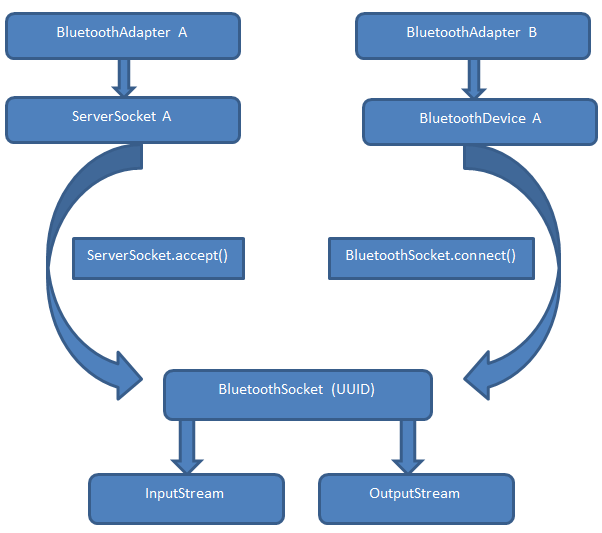 BluetoothAdapter A
BluetoothAdapter B
ServerSocket A
BluetoothDevice A
ServerSocket.accept()
BluetoothSocket.connect()
BluetoothSocket (UUID)
InputStream
OutputStream